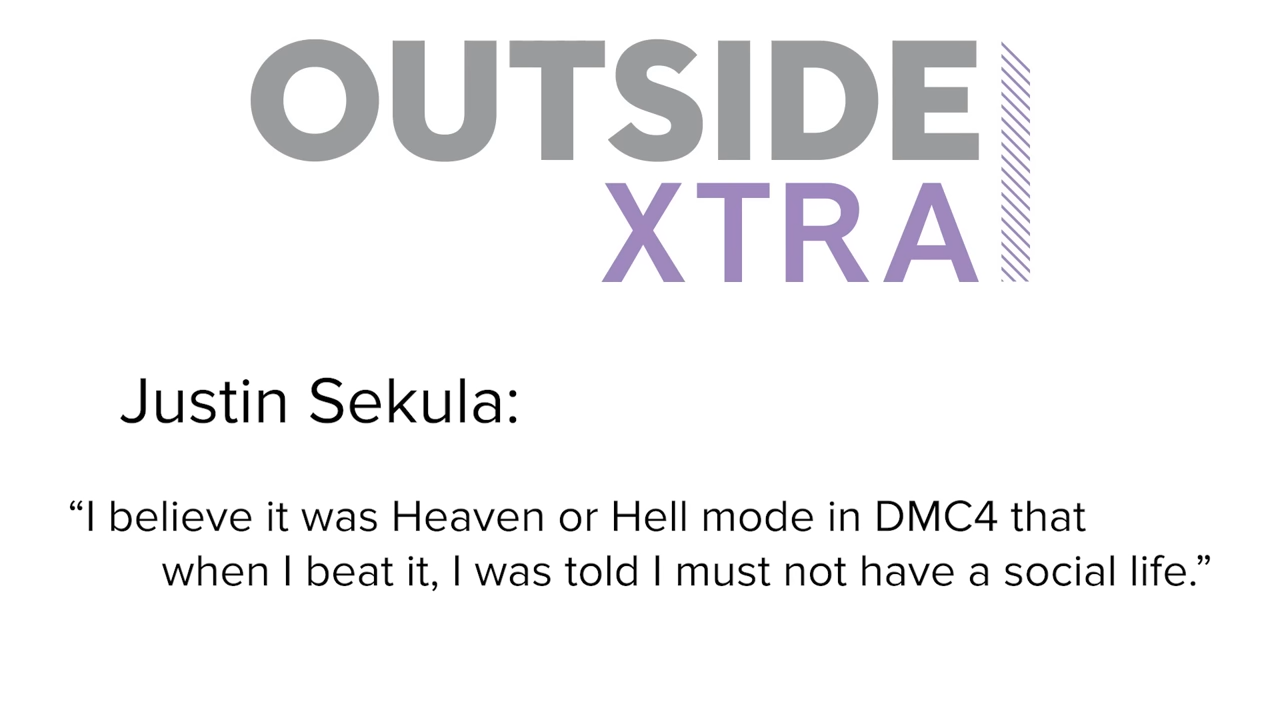 OUTSIDE
XTRA
Justin Sekula:
“I believe it was Heaven or Hell mode in DMC4 that
when I beat it, I was told I must not have a social life.”